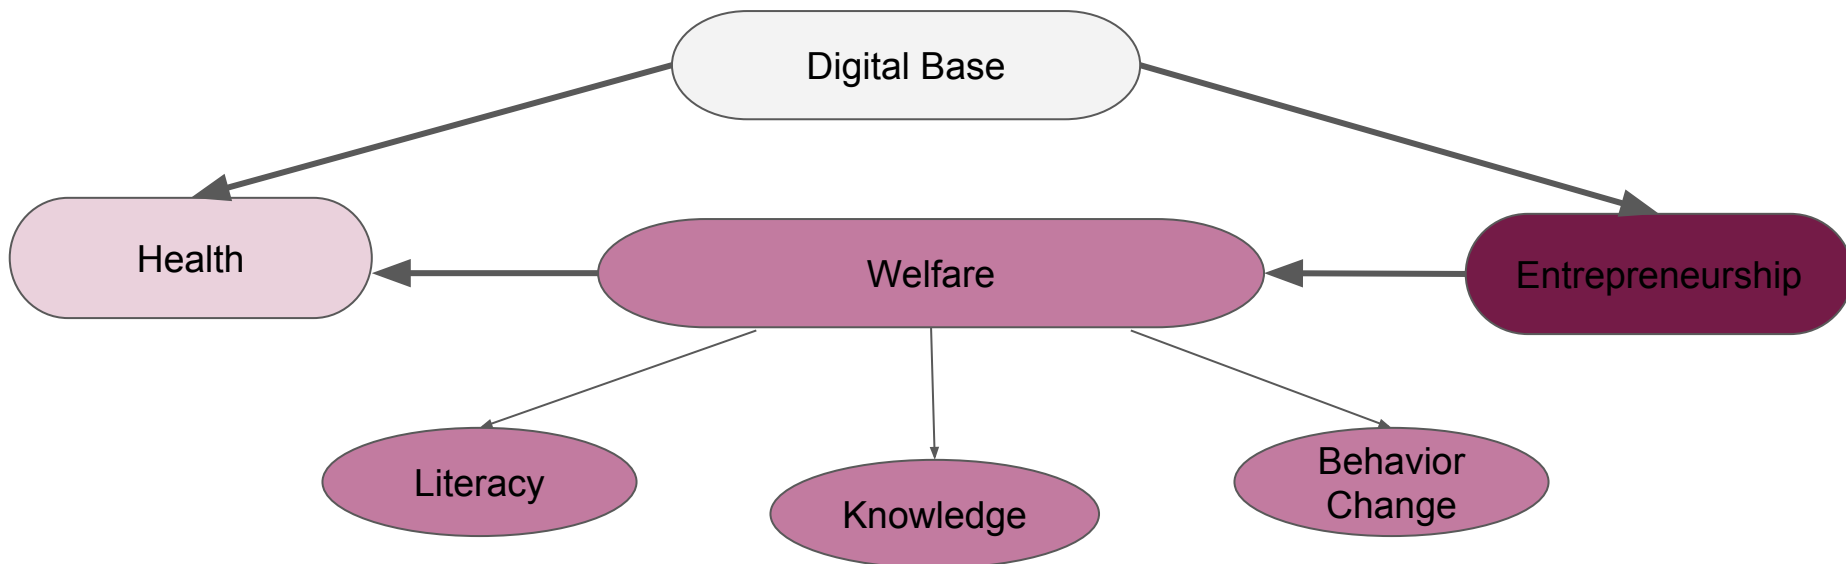 Digital Base
Health
Welfare
Entrepreneurship
Literacy
Knowledge
Behavior
Change